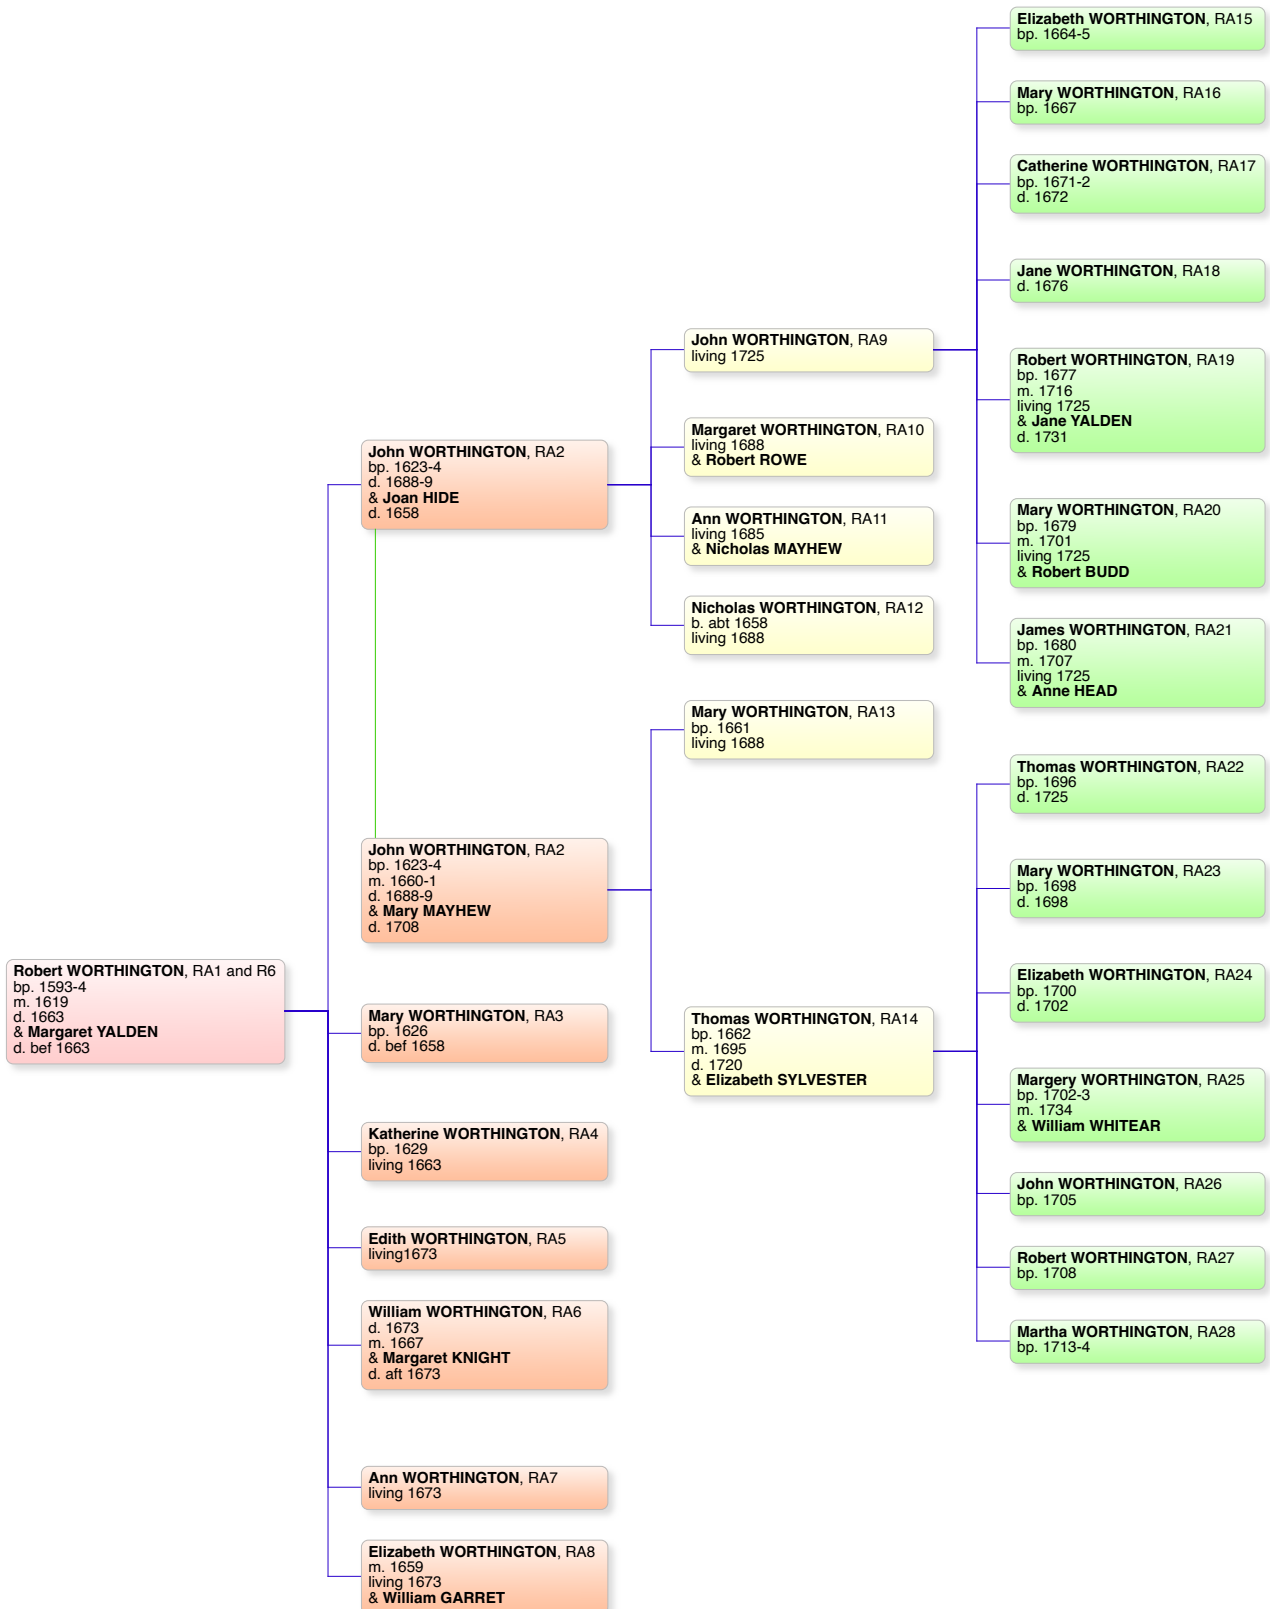 Robert WORTHINGTON, RA1 and R6
bp. 1593-4
m. 1619
d. 1663
& Margaret YALDEN
d. bef 1663
John WORTHINGTON, RA2
bp. 1623-4
d. 1688-9
& Joan HIDE
d. 1658
John WORTHINGTON, RA2
bp. 1623-4
m. 1660-1
d. 1688-9
& Mary MAYHEW
d. 1708
Mary WORTHINGTON, RA3
bp. 1626
d. bef 1658
Katherine WORTHINGTON, RA4
bp. 1629
living 1663
Edith WORTHINGTON, RA5
living1673
William WORTHINGTON, RA6
d. 1673
m. 1667
& Margaret KNIGHT
d. aft 1673
Ann WORTHINGTON, RA7
living 1673
Elizabeth WORTHINGTON, RA8
m. 1659
living 1673
& William GARRET
John WORTHINGTON, RA9
living 1725
Margaret WORTHINGTON, RA10
living 1688
& Robert ROWE
Ann WORTHINGTON, RA11
living 1685
& Nicholas MAYHEW
Nicholas WORTHINGTON, RA12
b. abt 1658
living 1688
Mary WORTHINGTON, RA13
bp. 1661
living 1688
Thomas WORTHINGTON, RA14
bp. 1662
m. 1695
d. 1720
& Elizabeth SYLVESTER
Elizabeth WORTHINGTON, RA15
bp. 1664-5
Mary WORTHINGTON, RA16
bp. 1667
Catherine WORTHINGTON, RA17
bp. 1671-2
d. 1672
Jane WORTHINGTON, RA18
d. 1676
Robert WORTHINGTON, RA19
bp. 1677
m. 1716
living 1725
& Jane YALDEN
d. 1731
Mary WORTHINGTON, RA20
bp. 1679
m. 1701
living 1725
& Robert BUDD
James WORTHINGTON, RA21
bp. 1680
m. 1707
living 1725
& Anne HEAD
Thomas WORTHINGTON, RA22
bp. 1696
d. 1725
Mary WORTHINGTON, RA23
bp. 1698
d. 1698
Elizabeth WORTHINGTON, RA24
bp. 1700
d. 1702
Margery WORTHINGTON, RA25
bp. 1702-3
m. 1734
& William WHITEAR
John WORTHINGTON, RA26
bp. 1705
Robert WORTHINGTON, RA27
bp. 1708
Martha WORTHINGTON, RA28
bp. 1713-4